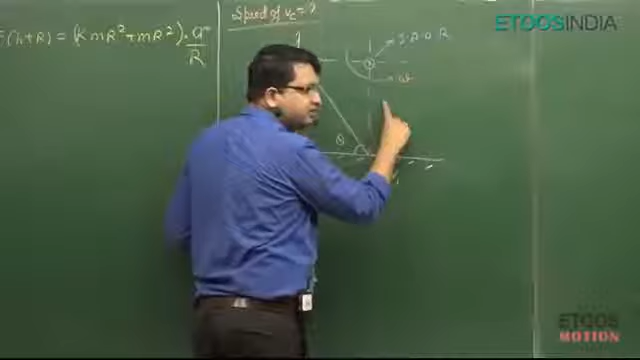 F(h+R) = (KmR² + mR²) · a/R
Speed of v_c = ?
I.A.O.R
ω
θ
ETOOSINDIA
ETOOS
MOTION